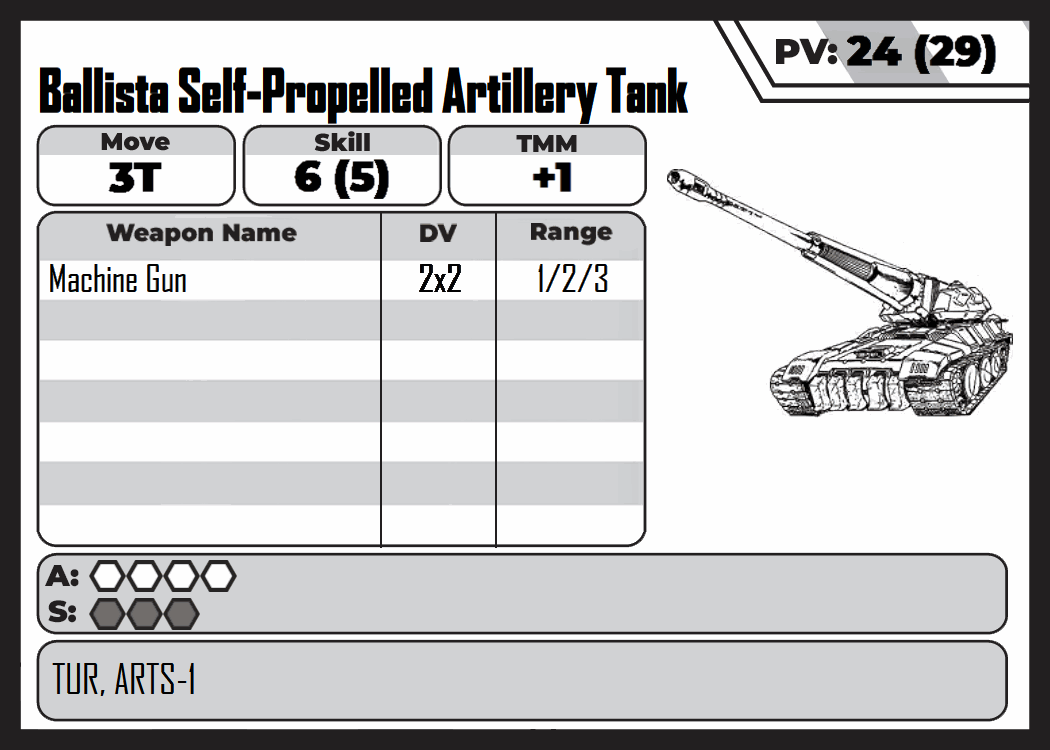 PV: 24 (29)
Ballista Self-Propelled Artillery Tank
Move Skill TMM
3T 6 (5) +1
Weapon Name DV Range
Machine Gun 2x2 1/2/3
A:
S:
TUR, ARTS-1